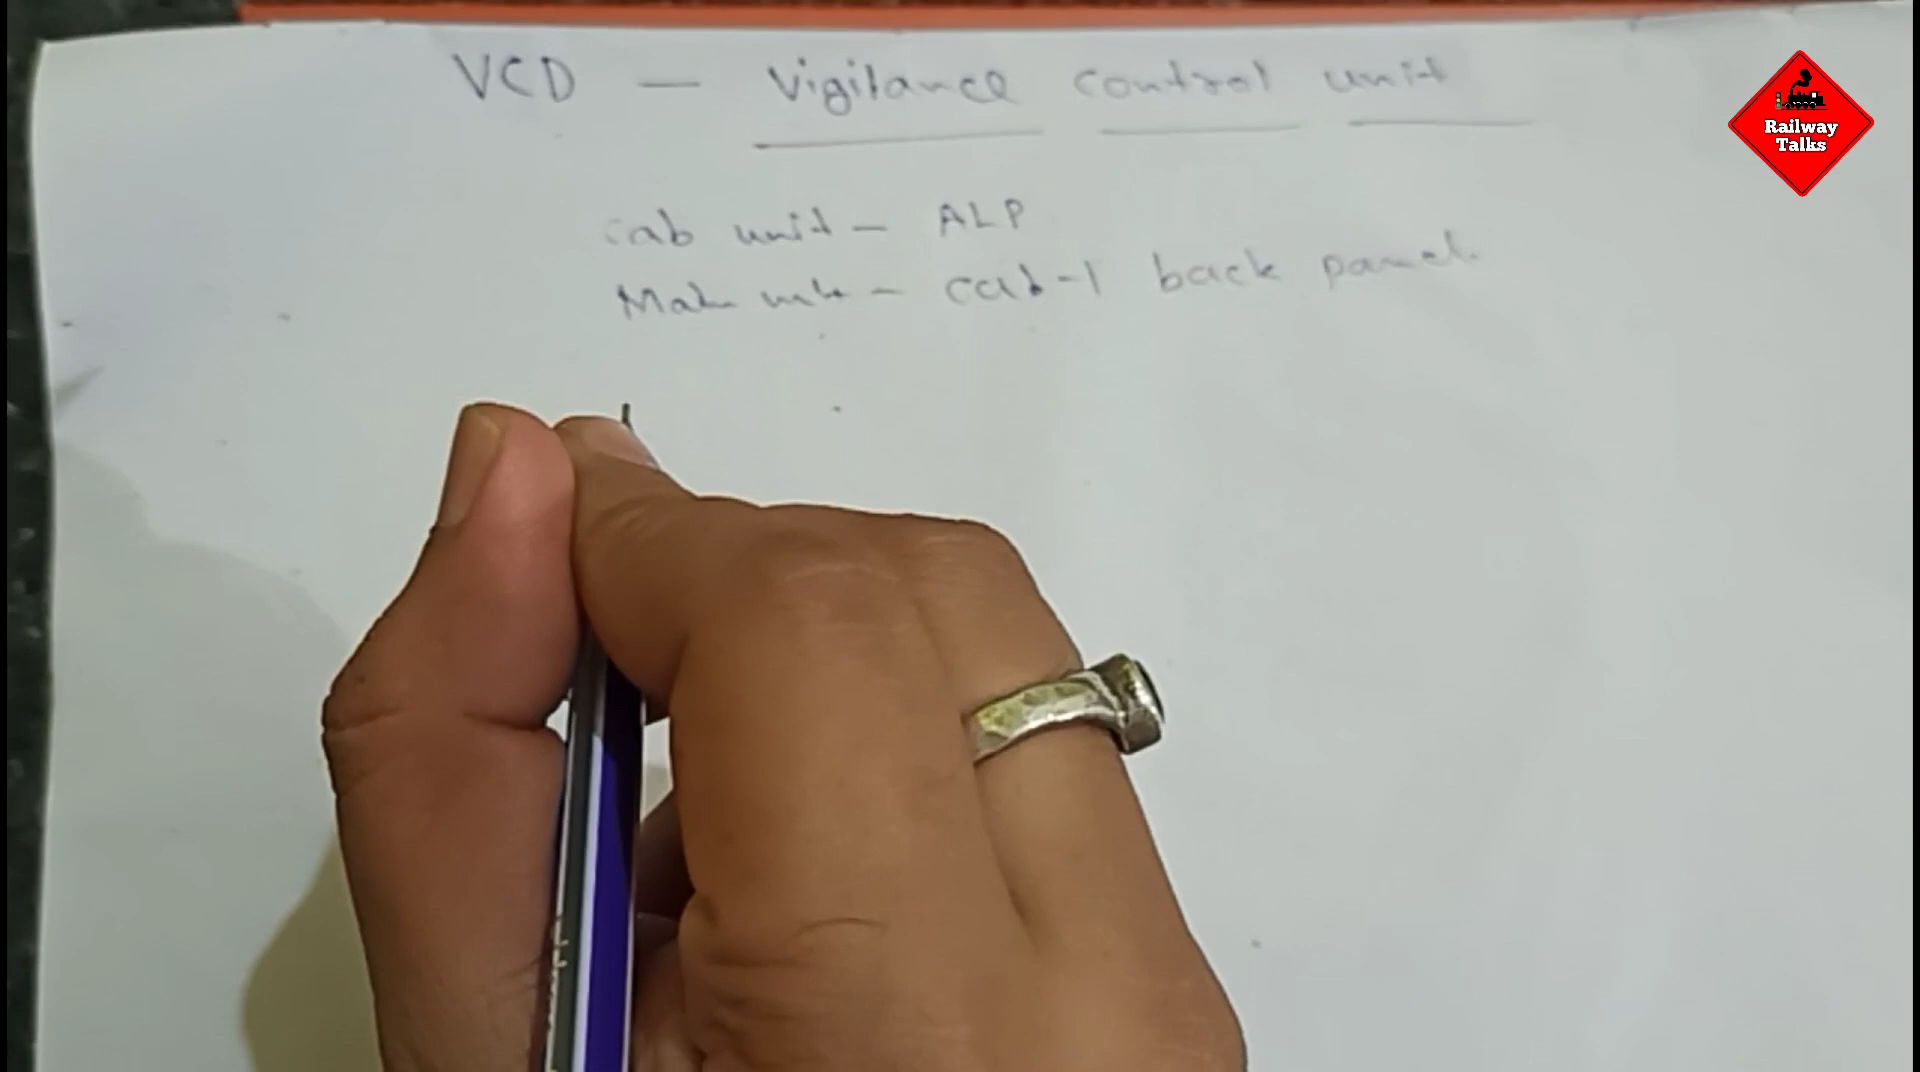 VCD — Vigilance control unit
cab unit — ALP
Main unit — cab-1 back panel.
Railway
Talks